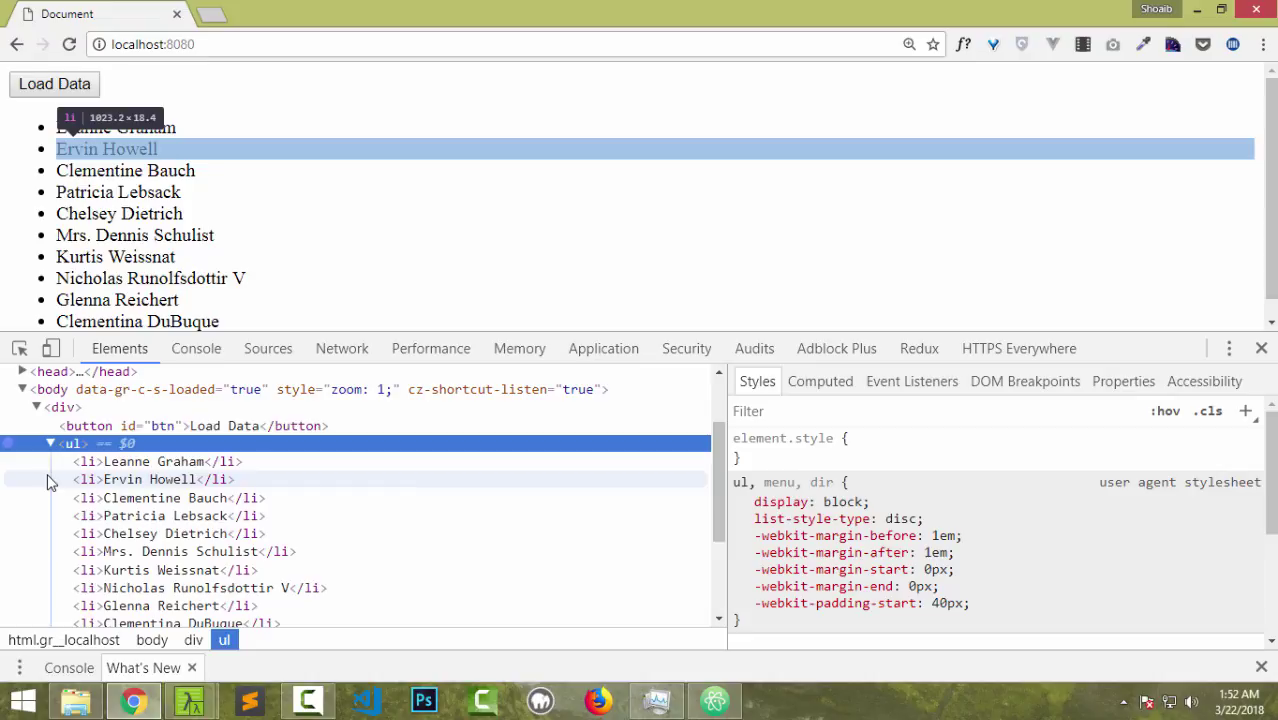 Document
Shoaib
localhost:8080
f?
Load Data
li 1023.2×18.4
Leanne Graham
Ervin Howell
Clementine Bauch
Patricia Lebsack
Chelsey Dietrich
Mrs. Dennis Schulist
Kurtis Weissnat
Nicholas Runolfsdottir V
Glenna Reichert
Clementina DuBuque
Elements Console Sources Network Performance Memory Application Security Audits Adblock Plus Redux HTTPS Everywhere
<head>…</head>
<body data-gr-c-s-loaded="true" style="zoom: 1;" cz-shortcut-listen="true">
<div>
<button id="btn">Load Data</button>
<ul> == $0
<li>Leanne Graham</li>
<li>Ervin Howell</li>
<li>Clementine Bauch</li>
<li>Patricia Lebsack</li>
<li>Chelsey Dietrich</li>
<li>Mrs. Dennis Schulist</li>
<li>Kurtis Weissnat</li>
<li>Nicholas Runolfsdottir V</li>
<li>Glenna Reichert</li>
<li>Clementina DuBuque</li>
html.gr__localhost body div ul
Styles Computed Event Listeners DOM Breakpoints Properties Accessibility
Filter :hov .cls +
element.style {
}
ul, menu, dir { user agent stylesheet
display: block;
list-style-type: disc;
-webkit-margin-before: 1em;
-webkit-margin-after: 1em;
-webkit-margin-start: 0px;
-webkit-margin-end: 0px;
-webkit-padding-start: 40px;
}
Console What's New
Ps
1:52 AM
3/22/2018